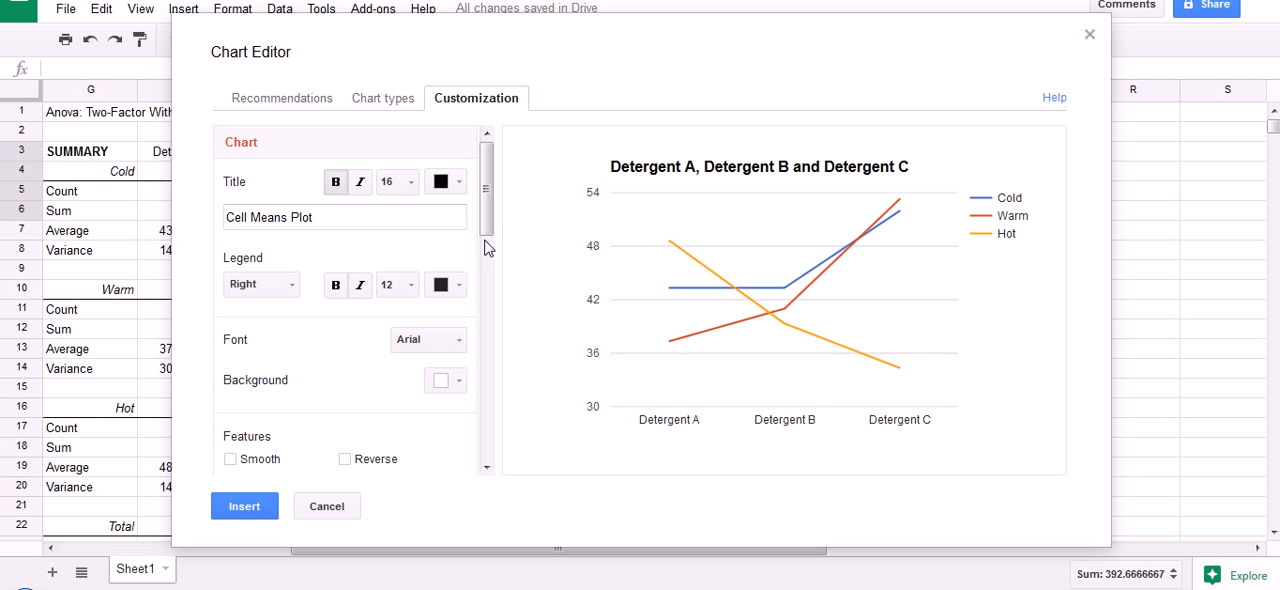 File Edit View Insert Format Data Tools Add-ons Help All changes saved in Drive Comments Share
Chart Editor
fx
Recommendations Chart types Customization Help
G R S
1 Anova: Two-Factor With
2
3 SUMMARY Det
4 Cold
5 Count
6 Sum
7 Average 43
8 Variance 14
9
10 Warm
11 Count
12 Sum
13 Average 37
14 Variance 30
15
16 Hot
17 Count
18 Sum
19 Average 48
20 Variance 14
21
22 Total
Chart
Title B I 16
Cell Means Plot
Legend
Right B I 12
Font Arial
Background
Features
Smooth Reverse
Insert Cancel
Detergent A, Detergent B and Detergent C
54
48
42
36
30
Detergent A Detergent B Detergent C
Cold
Warm
Hot
Sheet1 Sum: 392.6666667 Explore